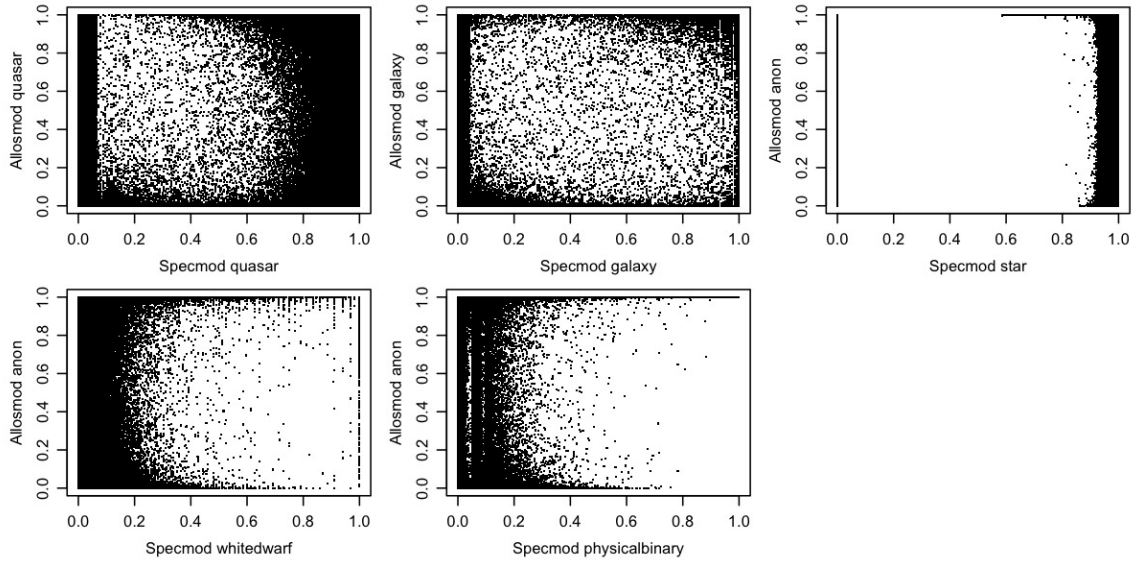 Allosmod quasar
0.0 0.2 0.4 0.6 0.8 1.0
0.0 0.2 0.4 0.6 0.8 1.0
Specmod quasar
Allosmod galaxy
0.0 0.2 0.4 0.6 0.8 1.0
0.0 0.2 0.4 0.6 0.8 1.0
Specmod galaxy
Allosmod anon
0.0 0.2 0.4 0.6 0.8 1.0
0.0 0.2 0.4 0.6 0.8 1.0
Specmod star
Allosmod anon
0.0 0.2 0.4 0.6 0.8 1.0
0.0 0.2 0.4 0.6 0.8 1.0
Specmod whitedwarf
Allosmod anon
0.0 0.2 0.4 0.6 0.8 1.0
0.0 0.2 0.4 0.6 0.8 1.0
Specmod physicalbinary